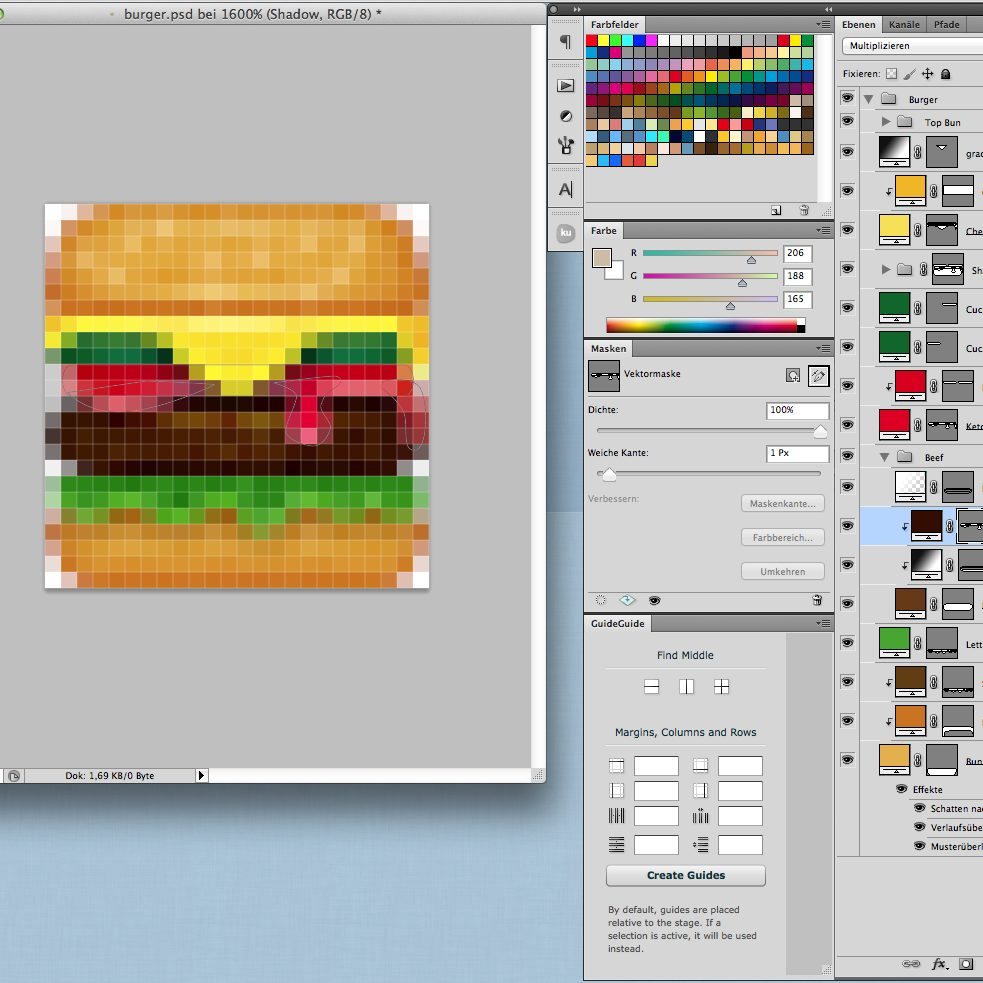 burger.psd bei 1600% (Shadow, RGB/8) *
Dok: 1,69 KB/0 Byte
A
ku
Farbfelder
Farbe
R 206
G 188
B 165
Masken
Vektormaske
Dichte: 100%
Weiche Kante: 1 Px
Verbessern:
Maskenkante...
Farbbereich...
Umkehren
GuideGuide
Find Middle
Margins, Columns and Rows
Create Guides
By default, guides are placed
relative to the stage. If a
selection is active, it will be used
instead.
Ebenen Kanäle Pfade
Multiplizieren
Fixieren:
Burger
Top Bun
grad
Che
Sh
Cuc
Cuc
Ketc
Beef
Lett
Bun
Effekte
Schatten nac
Verlaufsübe
Musterüberl
fx